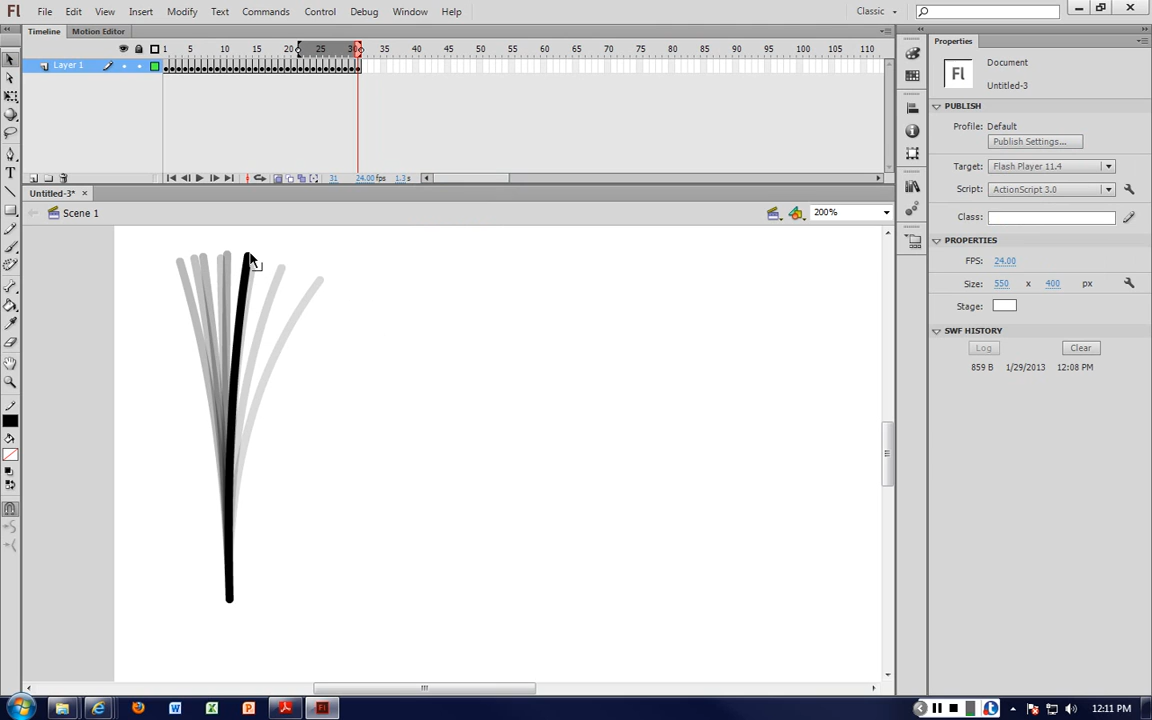 Fl File Edit View Insert Modify Text Commands Control Debug Window Help Classic
Timeline Motion Editor
1 5 10 15 20 25 30 35 40 45 50 55 60 65 70 75 80 85 90 95 100 105 110
Layer 1
31 24.00 fps 1.3 s
Untitled-3*
Scene 1
200%
Properties
Fl
Document
Untitled-3
PUBLISH
Profile: Default
Publish Settings...
Target: Flash Player 11.4
Script: ActionScript 3.0
Class:
PROPERTIES
FPS: 24.00
Size: 550 x 400 px
Stage:
SWF HISTORY
Log Clear
859 B 1/29/2013 12:08 PM
12:11 PM